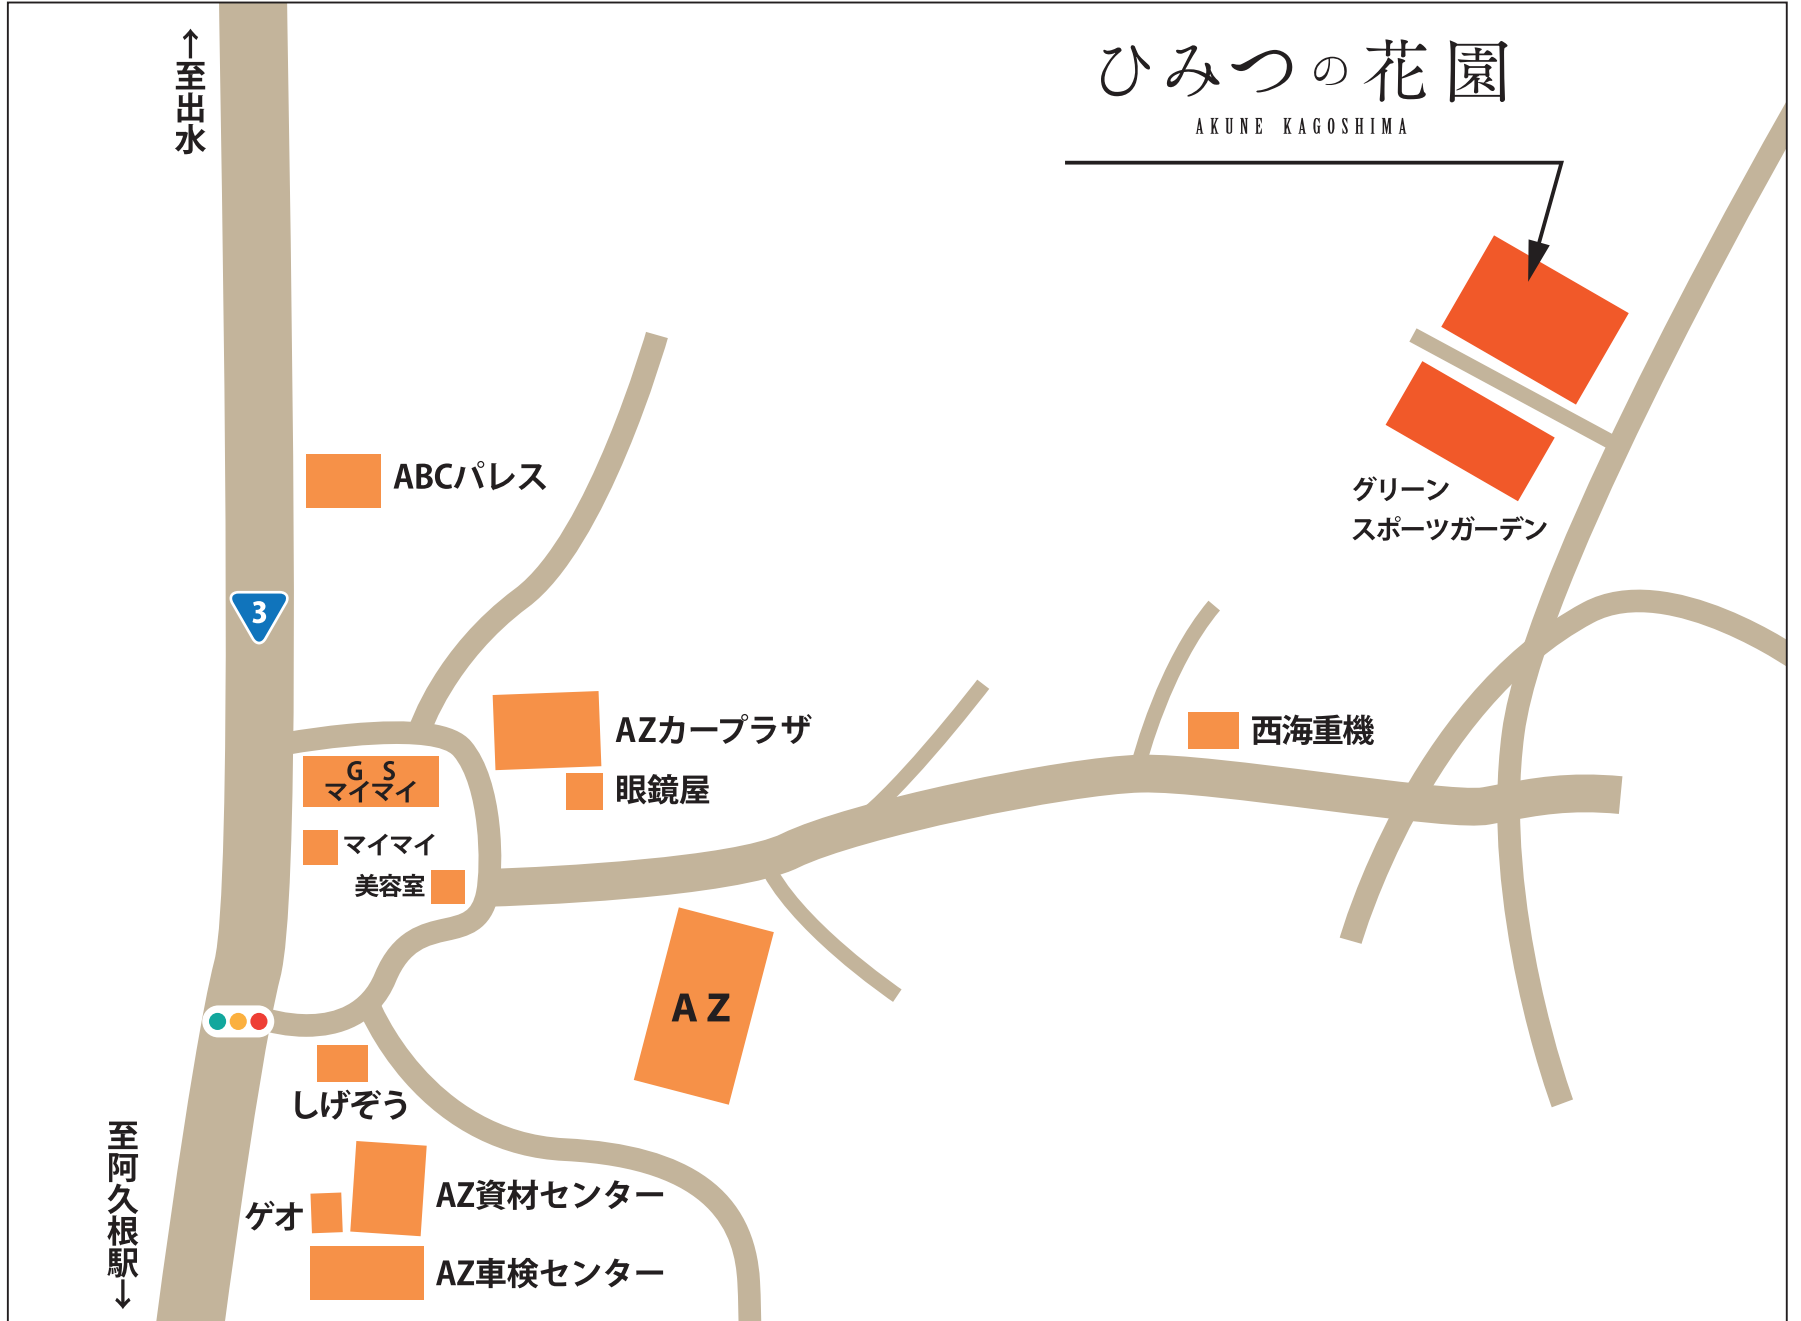 ←至出水
ひみつの花園
AKUNE KAGOSHIMA
ABCパレス
グリーン
スポーツガーデン
3
AZカープラザ
西海重機
GS
マイマイ
眼鏡屋
マイマイ
美容室
AZ
しげぞう
至阿久根駅→
AZ資材センター
ゲオ
AZ車検センター